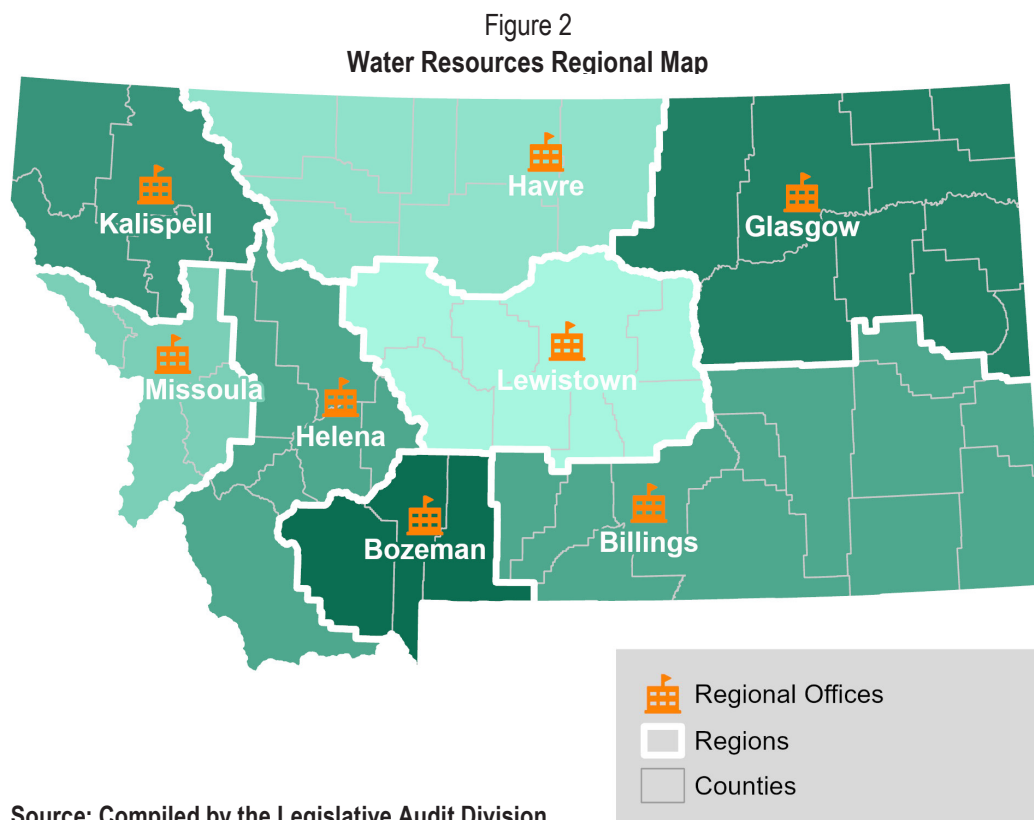 Figure 2
Water Resources Regional Map
Havre
Kalispell
Glasgow
Missoula
Lewistown
Helena
Bozeman
Billings
Regional Offices
Regions
Counties
Source: Compiled by the Legislative Audit Division